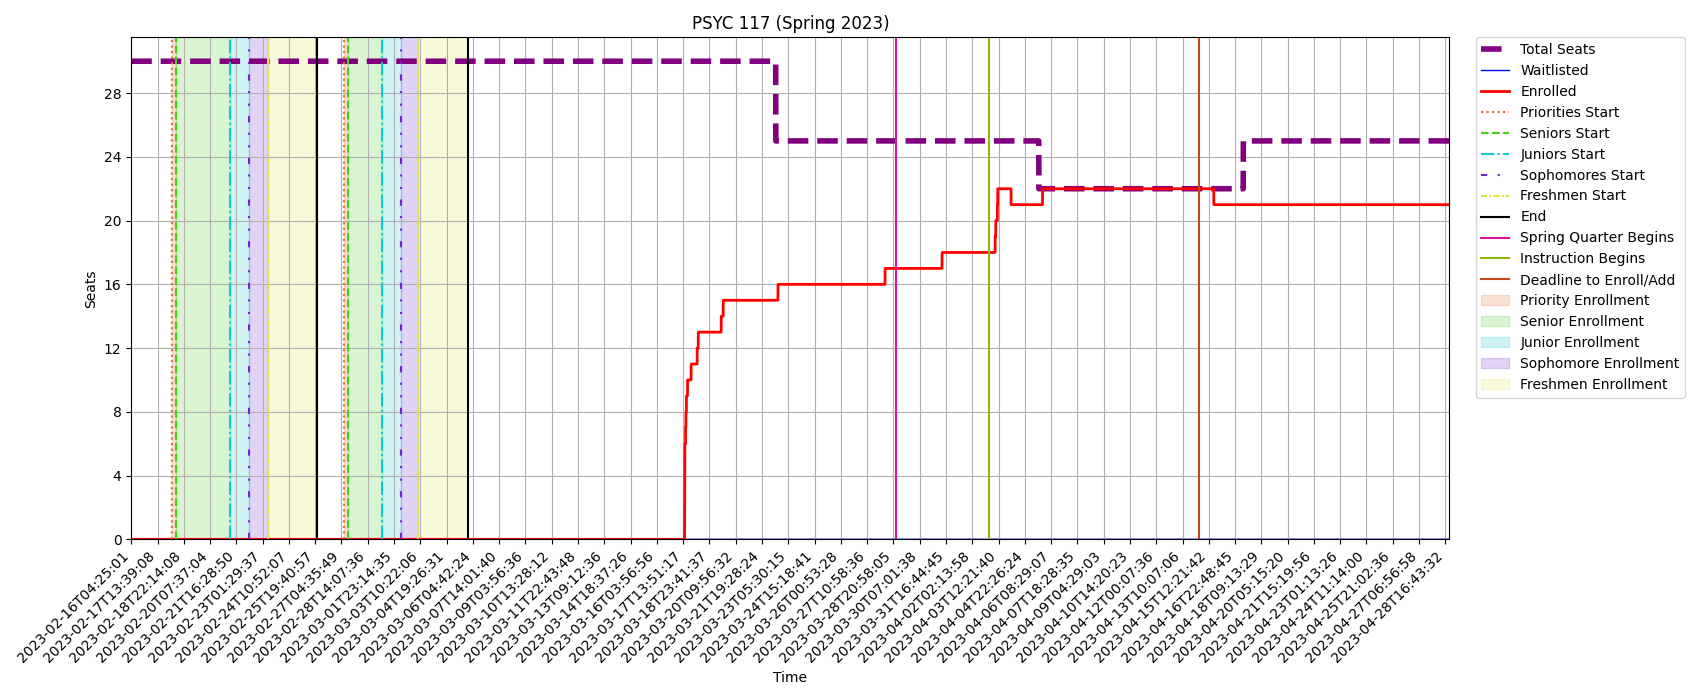 PSYC 117 (Spring 2023)
Seats
28
24
20
16
12
8
4
0
2023-02-16T04:25:01
2023-02-17T13:39:08
2023-02-18T22:14:08
2023-02-20T07:37:04
2023-02-21T16:28:50
2023-02-23T01:29:37
2023-02-24T10:52:07
2023-02-25T19:40:57
2023-02-27T04:35:49
2023-02-28T14:07:36
2023-03-01T23:14:35
2023-03-03T10:22:06
2023-03-04T19:26:31
2023-03-06T04:42:24
2023-03-07T14:01:40
2023-03-09T03:56:36
2023-03-10T13:28:12
2023-03-11T22:43:48
2023-03-13T09:12:36
2023-03-14T18:37:26
2023-03-16T03:56:56
2023-03-17T13:51:17
2023-03-18T23:41:37
2023-03-20T09:56:32
2023-03-21T19:28:24
2023-03-23T05:30:15
2023-03-24T15:18:41
2023-03-26T00:53:28
2023-03-27T10:58:36
2023-03-28T20:58:05
2023-03-30T07:01:38
2023-03-31T16:44:45
2023-04-02T02:13:58
2023-04-03T12:21:40
2023-04-04T22:26:24
2023-04-06T08:29:07
2023-04-07T18:28:35
2023-04-09T04:29:03
2023-04-10T14:20:23
2023-04-12T00:07:36
2023-04-13T10:07:06
2023-04-15T12:21:42
2023-04-16T22:48:45
2023-04-18T09:13:29
2023-04-20T05:15:20
2023-04-21T15:19:56
2023-04-23T01:13:26
2023-04-24T11:14:00
2023-04-25T21:02:36
2023-04-27T06:56:58
2023-04-28T16:43:32
Time
Total Seats
Waitlisted
Enrolled
Priorities Start
Seniors Start
Juniors Start
Sophomores Start
Freshmen Start
End
Spring Quarter Begins
Instruction Begins
Deadline to Enroll/Add
Priority Enrollment
Senior Enrollment
Junior Enrollment
Sophomore Enrollment
Freshmen Enrollment